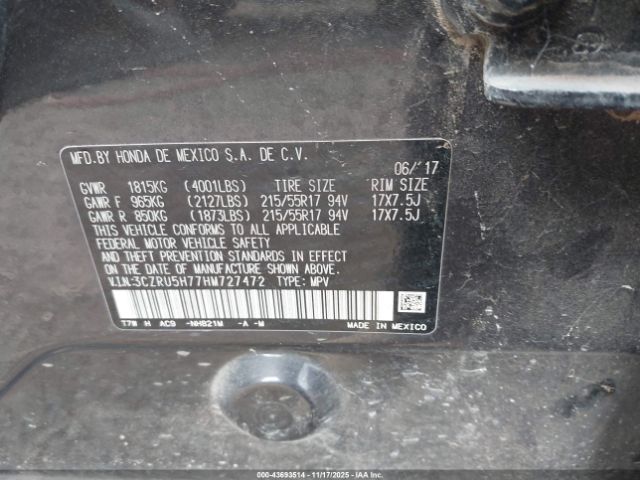 MFD.BY HONDA DE MEXICO S.A. DE C.V.
06/'17
GVWR 1815KG (4001LBS) TIRE SIZE RIM SIZE
GAWR F 965KG (2127LBS) 215/55R17 94V 17X7.5J
GAWR R 850KG (1873LBS) 215/55R17 94V 17X7.5J
THIS VEHICLE CONFORMS TO ALL APPLICABLE
FEDERAL MOTOR VEHICLE SAFETY
AND THEFT PREVENTION STANDARDS IN EFFECT
ON THE DATE OF MANUFACTURE SHOWN ABOVE.
V.I.N:3CZRU5H77HM727472 TYPE: MPV
T7W H AC9 -NH821M -A -M MADE IN MEXICO
000-43693514 - 11/17/2025 - IAAI.COM